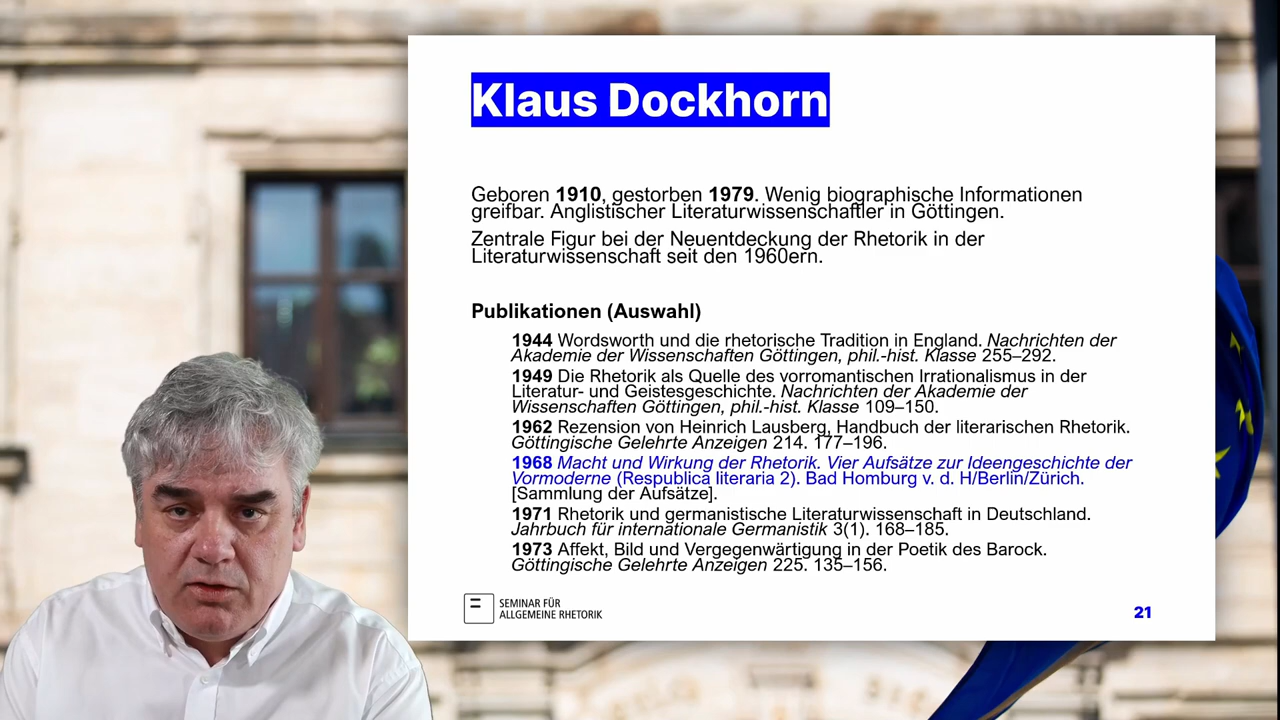 Klaus Dockhorn
Geboren 1910, gestorben 1979. Wenig biographische Informationen
greifbar. Anglistischer Literaturwissenschaftler in Göttingen.
Zentrale Figur bei der Neuentdeckung der Rhetorik in der
Literaturwissenschaft seit den 1960ern.
Publikationen (Auswahl)
1944 Wordsworth und die rhetorische Tradition in England. Nachrichten der
Akademie der Wissenschaften Göttingen, phil.-hist. Klasse 255–292.
1949 Die Rhetorik als Quelle des vorromantischen Irrationalismus in der
Literatur- und Geistesgeschichte. Nachrichten der Akademie der
Wissenschaften Göttingen, phil.-hist. Klasse 109–150.
1962 Rezension von Heinrich Lausberg, Handbuch der literarischen Rhetorik.
Göttingische Gelehrte Anzeigen 214. 177–196.
1968 Macht und Wirkung der Rhetorik. Vier Aufsätze zur Ideengeschichte der
Vormoderne (Respublica literaria 2). Bad Homburg v. d. H/Berlin/Zürich.
[Sammlung der Aufsätze].
1971 Rhetorik und germanistische Literaturwissenschaft in Deutschland.
Jahrbuch für internationale Germanistik 3(1). 168–185.
1973 Affekt, Bild und Vergegenwärtigung in der Poetik des Barock.
Göttingische Gelehrte Anzeigen 225. 135–156.
SEMINAR FÜR
ALLGEMEINE RHETORIK
21